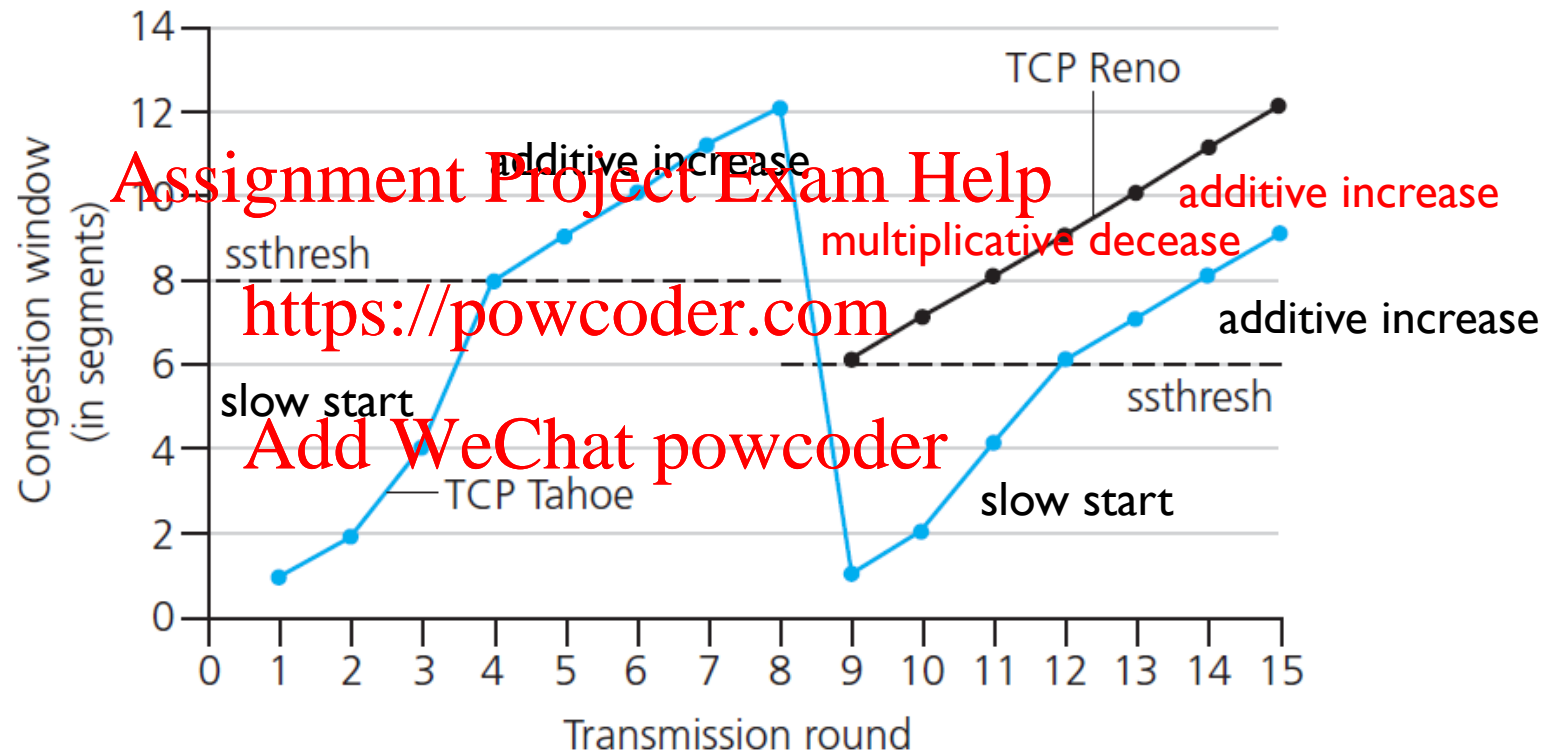 14
TCP Reno
12
additive increase
Assignment Project Exam Help
10
additive increase
multiplicative decease
ssthresh
8
https://powcoder.com
additive increase
6
ssthresh
slow start
4
Add WeChat powcoder
TCP Tahoe
slow start
2
0
0 1 2 3 4 5 6 7 8 9 10 11 12 13 14 15
Transmission round
Congestion window
(in segments)